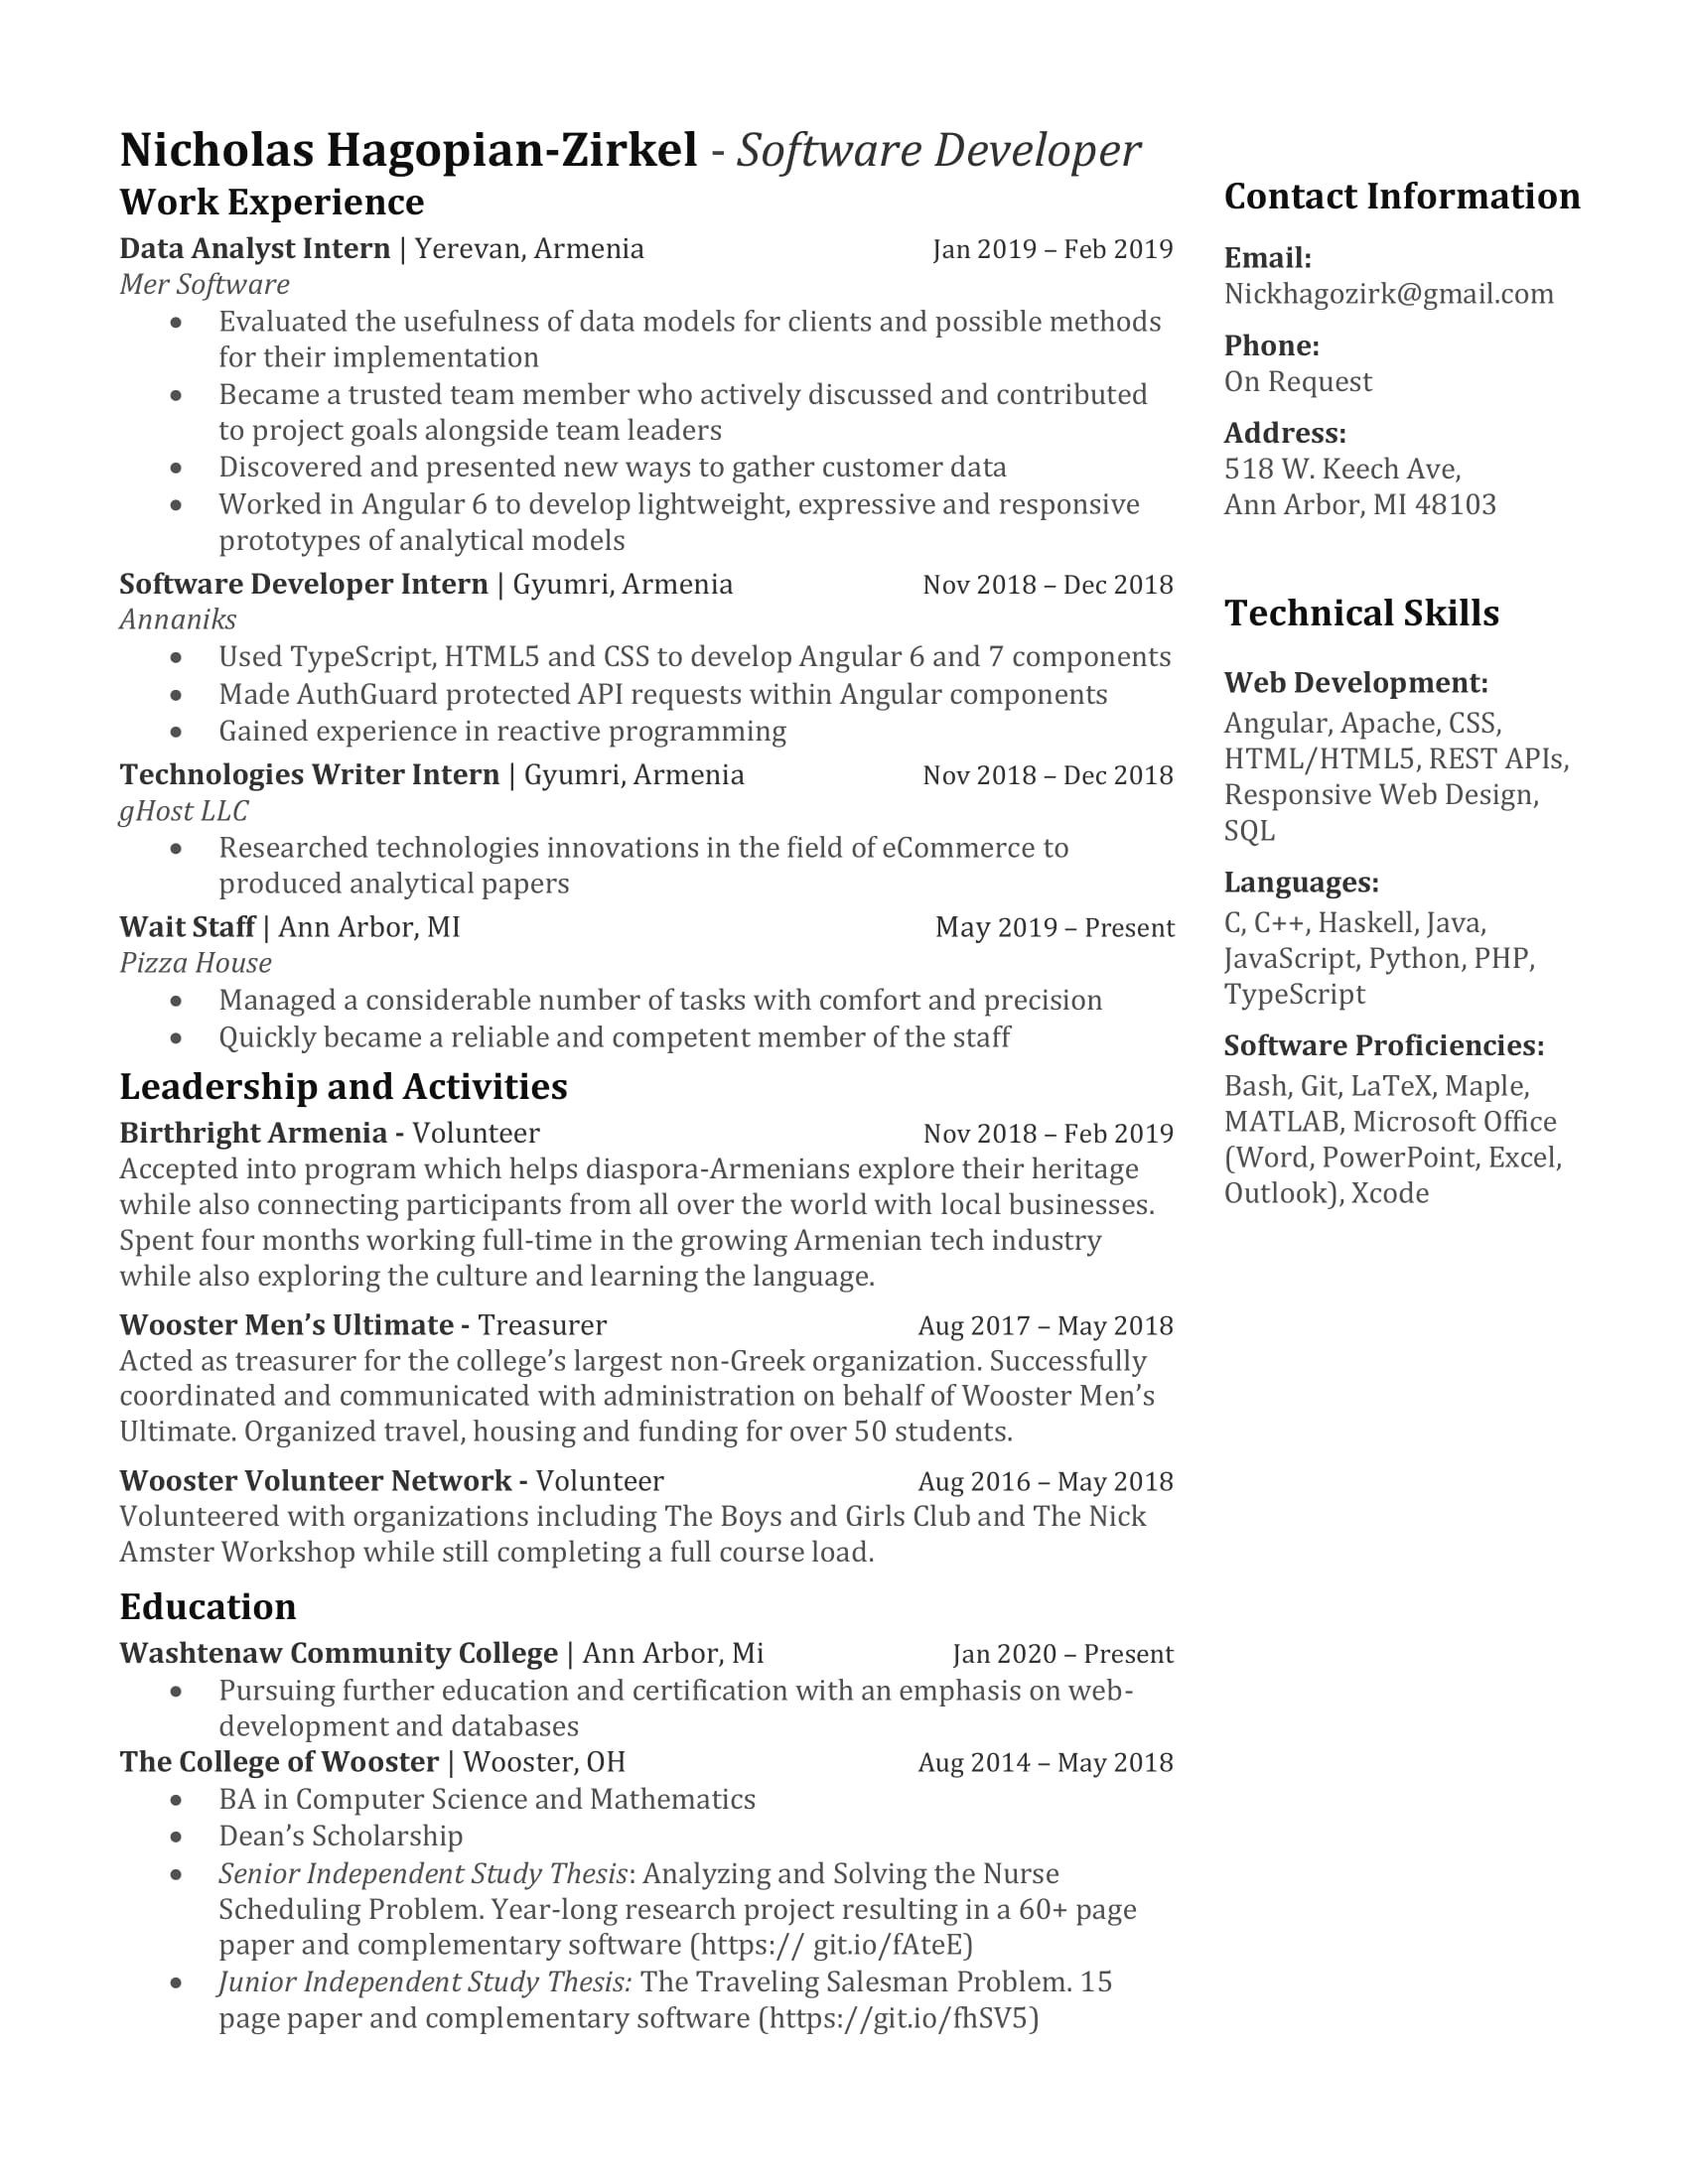 Nicholas Hagopian-Zirkel - Software Developer
Work Experience
Data Analyst Intern | Yerevan, Armenia Jan 2019 – Feb 2019
Mer Software
• Evaluated the usefulness of data models for clients and possible methods
for their implementation
• Became a trusted team member who actively discussed and contributed
to project goals alongside team leaders
• Discovered and presented new ways to gather customer data
• Worked in Angular 6 to develop lightweight, expressive and responsive
prototypes of analytical models
Software Developer Intern | Gyumri, Armenia Nov 2018 – Dec 2018
Annaniks
• Used TypeScript, HTML5 and CSS to develop Angular 6 and 7 components
• Made AuthGuard protected API requests within Angular components
• Gained experience in reactive programming
Technologies Writer Intern | Gyumri, Armenia Nov 2018 – Dec 2018
gHost LLC
• Researched technologies innovations in the field of eCommerce to
produced analytical papers
Wait Staff | Ann Arbor, MI May 2019 – Present
Pizza House
• Managed a considerable number of tasks with comfort and precision
• Quickly became a reliable and competent member of the staff
Leadership and Activities
Birthright Armenia - Volunteer Nov 2018 – Feb 2019
Accepted into program which helps diaspora-Armenians explore their heritage
while also connecting participants from all over the world with local businesses.
Spent four months working full-time in the growing Armenian tech industry
while also exploring the culture and learning the language.
Wooster Men’s Ultimate - Treasurer Aug 2017 – May 2018
Acted as treasurer for the college’s largest non-Greek organization. Successfully
coordinated and communicated with administration on behalf of Wooster Men’s
Ultimate. Organized travel, housing and funding for over 50 students.
Wooster Volunteer Network - Volunteer Aug 2016 – May 2018
Volunteered with organizations including The Boys and Girls Club and The Nick
Amster Workshop while still completing a full course load.
Education
Washtenaw Community College | Ann Arbor, Mi Jan 2020 – Present
• Pursuing further education and certification with an emphasis on web-
development and databases
The College of Wooster | Wooster, OH Aug 2014 – May 2018
• BA in Computer Science and Mathematics
• Dean’s Scholarship
• Senior Independent Study Thesis: Analyzing and Solving the Nurse
Scheduling Problem. Year-long research project resulting in a 60+ page
paper and complementary software (https:// git.io/fAteE)
• Junior Independent Study Thesis: The Traveling Salesman Problem. 15
page paper and complementary software (https://git.io/fhSV5)
Contact Information
Email:
Nickhagozirk@gmail.com
Phone:
On Request
Address:
518 W. Keech Ave,
Ann Arbor, MI 48103
Technical Skills
Web Development:
Angular, Apache, CSS,
HTML/HTML5, REST APIs,
Responsive Web Design,
SQL
Languages:
C, C++, Haskell, Java,
JavaScript, Python, PHP,
TypeScript
Software Proficiencies:
Bash, Git, LaTeX, Maple,
MATLAB, Microsoft Office
(Word, PowerPoint, Excel,
Outlook), Xcode